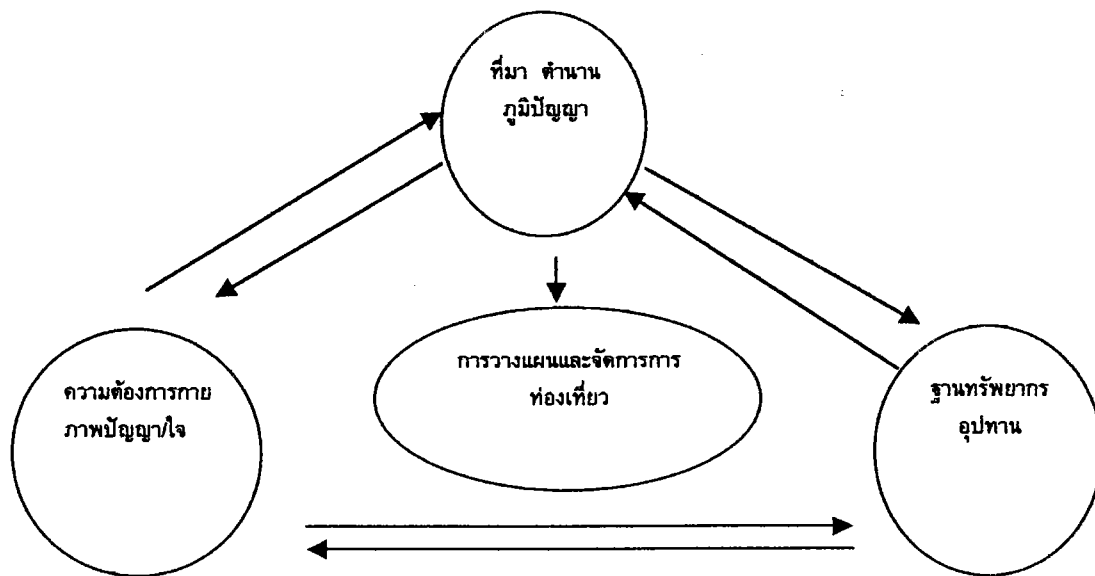 ที่มา ตำนาน
ภูมิปัญญา
การวางแผนและจัดการการ
ท่องเที่ยว
ความต้องการกาย
ภาพปัญญา/ใจ
ฐานทรัพยากร
อุปทาน